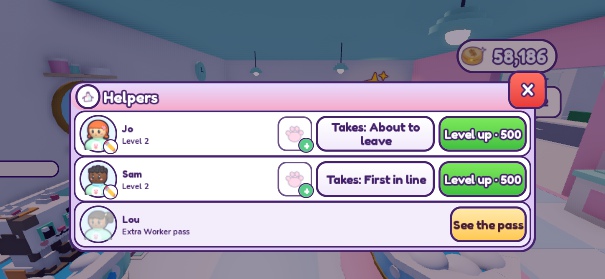 58,186
Helpers
Jo
Level 2
Takes: About to
leave
Level up · 500
Sam
Level 2
Takes: First in line
Level up · 500
Lou
Extra Worker pass
See the pass